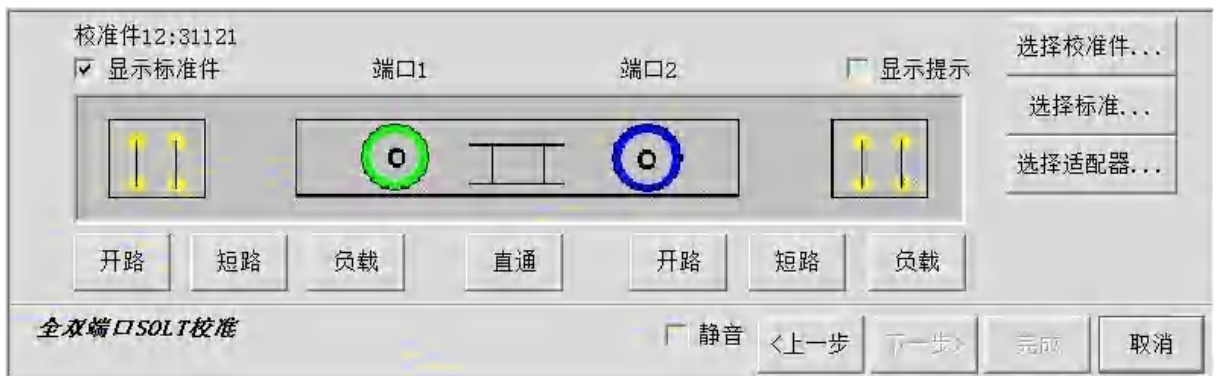 校准件12:31121
显示标准件
端口1
端口2
显示提示
选择校准件...
选择标准...
选择适配器...
开路
短路
负载
直通
开路
短路
负载
全双端口SOLT校准
静音
<上一步
下一步>
完成
取消